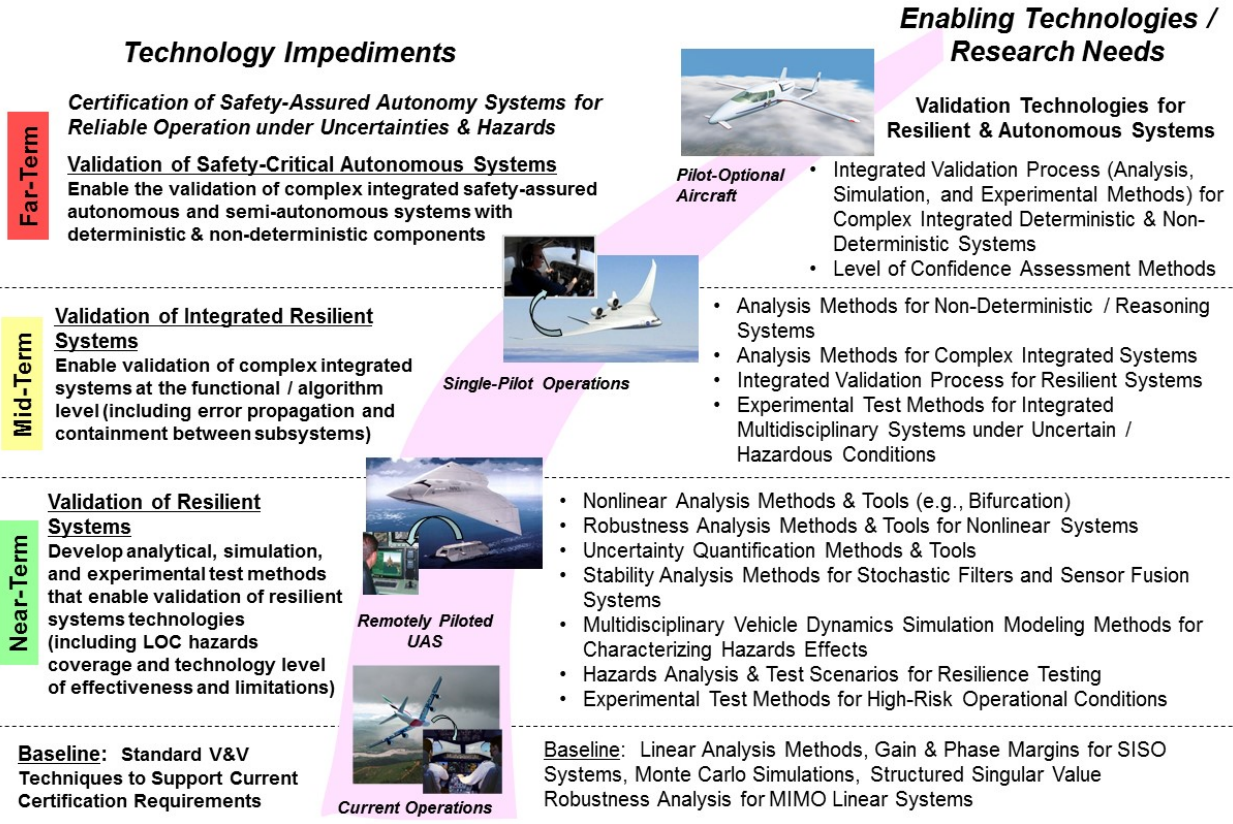 Technology Impediments
Enabling Technologies /
Research Needs
Far-Term
Certification of Safety-Assured Autonomy Systems for
Reliable Operation under Uncertainties & Hazards
Validation of Safety-Critical Autonomous Systems
Enable the validation of complex integrated safety-assured
autonomous and semi-autonomous systems with
deterministic & non-deterministic components
Pilot-Optional
Aircraft
Validation Technologies for
Resilient & Autonomous Systems
• Integrated Validation Process (Analysis,
Simulation, and Experimental Methods) for
Complex Integrated Deterministic & Non-
Deterministic Systems
• Level of Confidence Assessment Methods
Mid-Term
Validation of Integrated Resilient
Systems
Enable validation of complex integrated
systems at the functional / algorithm
level (including error propagation and
containment between subsystems)
Single-Pilot Operations
• Analysis Methods for Non-Deterministic / Reasoning
Systems
• Analysis Methods for Complex Integrated Systems
• Integrated Validation Process for Resilient Systems
• Experimental Test Methods for Integrated
Multidisciplinary Systems under Uncertain /
Hazardous Conditions
Near-Term
Validation of Resilient
Systems
Develop analytical, simulation,
and experimental test methods
that enable validation of resilient
systems technologies
(including LOC hazards
coverage and technology level
of effectiveness and limitations)
Remotely Piloted
UAS
• Nonlinear Analysis Methods & Tools (e.g., Bifurcation)
• Robustness Analysis Methods & Tools for Nonlinear Systems
• Uncertainty Quantification Methods & Tools
• Stability Analysis Methods for Stochastic Filters and Sensor Fusion
Systems
• Multidisciplinary Vehicle Dynamics Simulation Modeling Methods for
Characterizing Hazards Effects
• Hazards Analysis & Test Scenarios for Resilience Testing
• Experimental Test Methods for High-Risk Operational Conditions
Baseline: Standard V&V
Techniques to Support Current
Certification Requirements
Current Operations
Baseline: Linear Analysis Methods, Gain & Phase Margins for SISO
Systems, Monte Carlo Simulations, Structured Singular Value
Robustness Analysis for MIMO Linear Systems